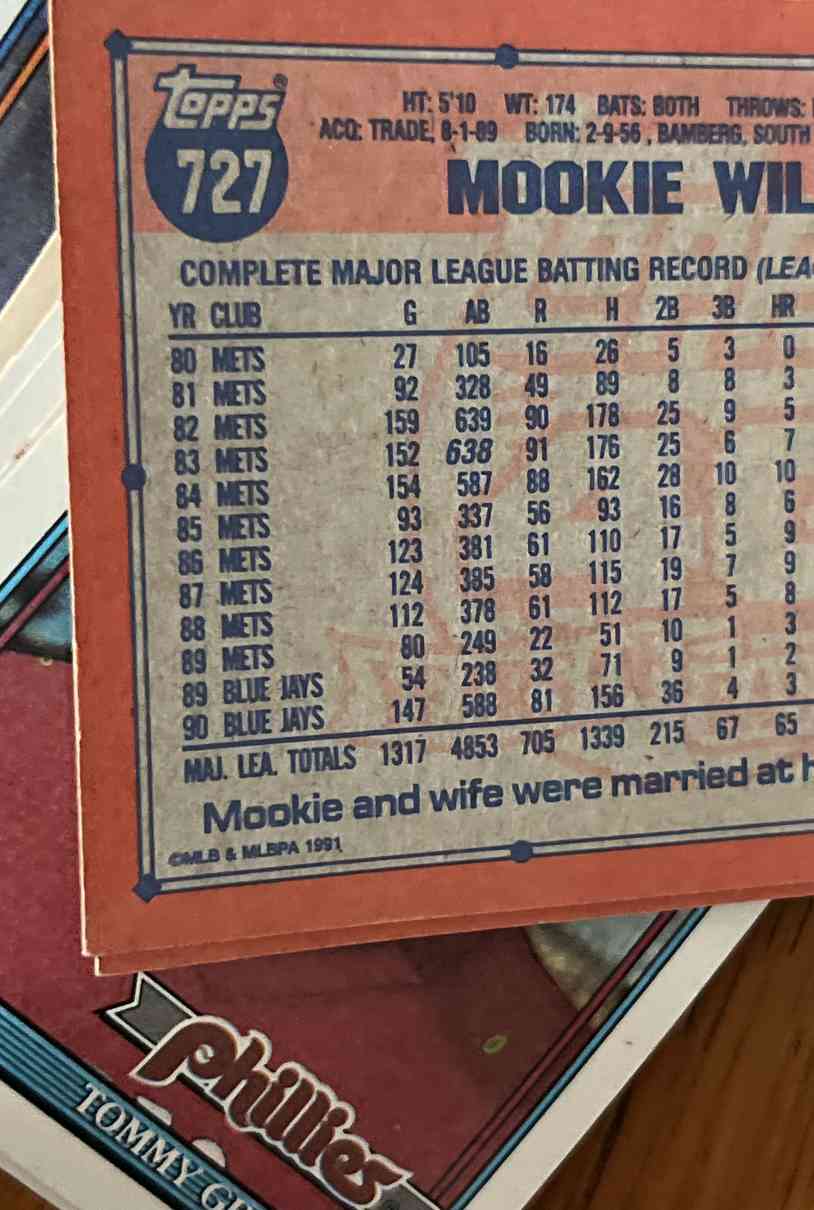 Topps
727
HT: 5'10 WT: 174 BATS: BOTH THROWS:
ACQ: TRADE, 8-1-89 BORN: 2-9-56, BAMBERG, SOUTH
MOOKIE WIL
COMPLETE MAJOR LEAGUE BATTING RECORD (LEA
YR CLUB G AB R H 2B 3B HR
80 METS 27 105 16 26 5 3 0
81 METS 92 328 49 89 8 8 3
82 METS 159 639 90 178 25 9 5
83 METS 152 638 91 176 25 6 7
84 METS 154 587 88 162 28 10 10
85 METS 93 337 56 93 16 8 6
86 METS 123 381 61 110 17 5 9
87 METS 124 385 58 115 19 7 9
88 METS 112 378 61 112 17 5 8
89 METS 80 249 22 51 10 1 3
89 BLUE JAYS 54 238 32 71 9 1 2
90 BLUE JAYS 147 588 81 156 36 4 3
MAJ. LEA. TOTALS 1317 4853 705 1339 215 67 65
Mookie and wife were married at h
©MLB & MLBPA 1991
Phillies
TOMMY GR